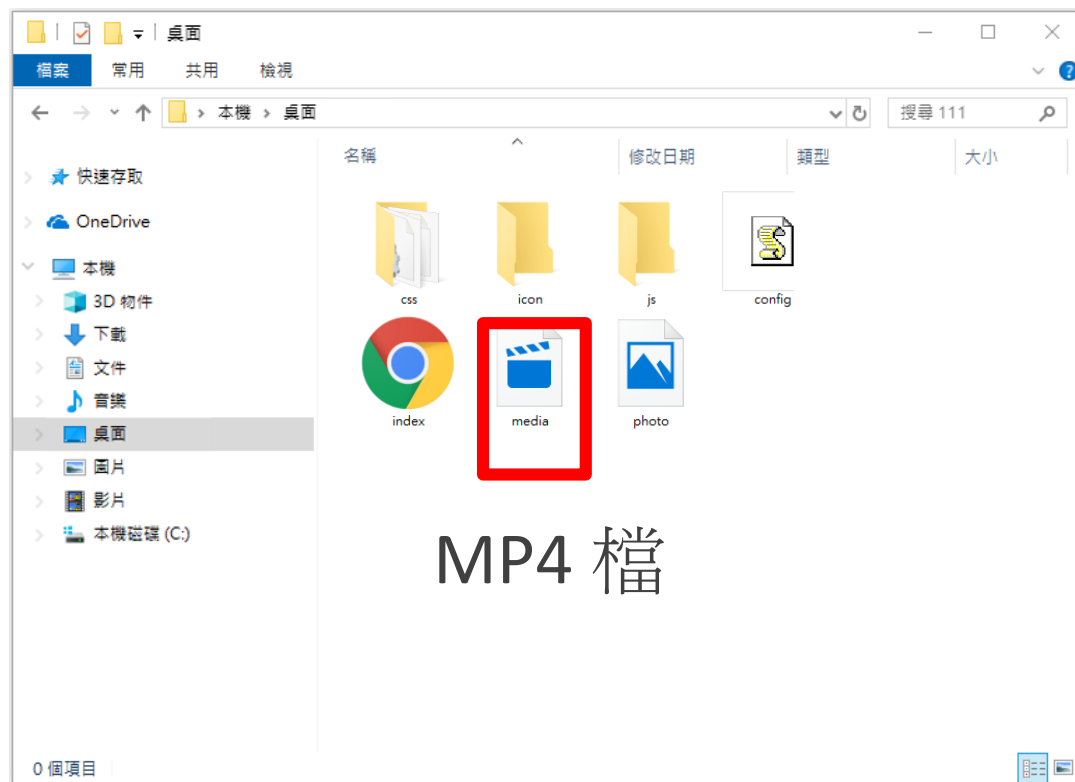 桌面
檔案 常用 共用 檢視
本機 桌面
搜尋 111
名稱 修改日期 類型 大小
快速存取
OneDrive
本機
3D 物件
下載
文件
音樂
桌面
圖片
影片
本機磁碟 (C:)
css icon js config
index media photo
MP4 檔
0 個項目